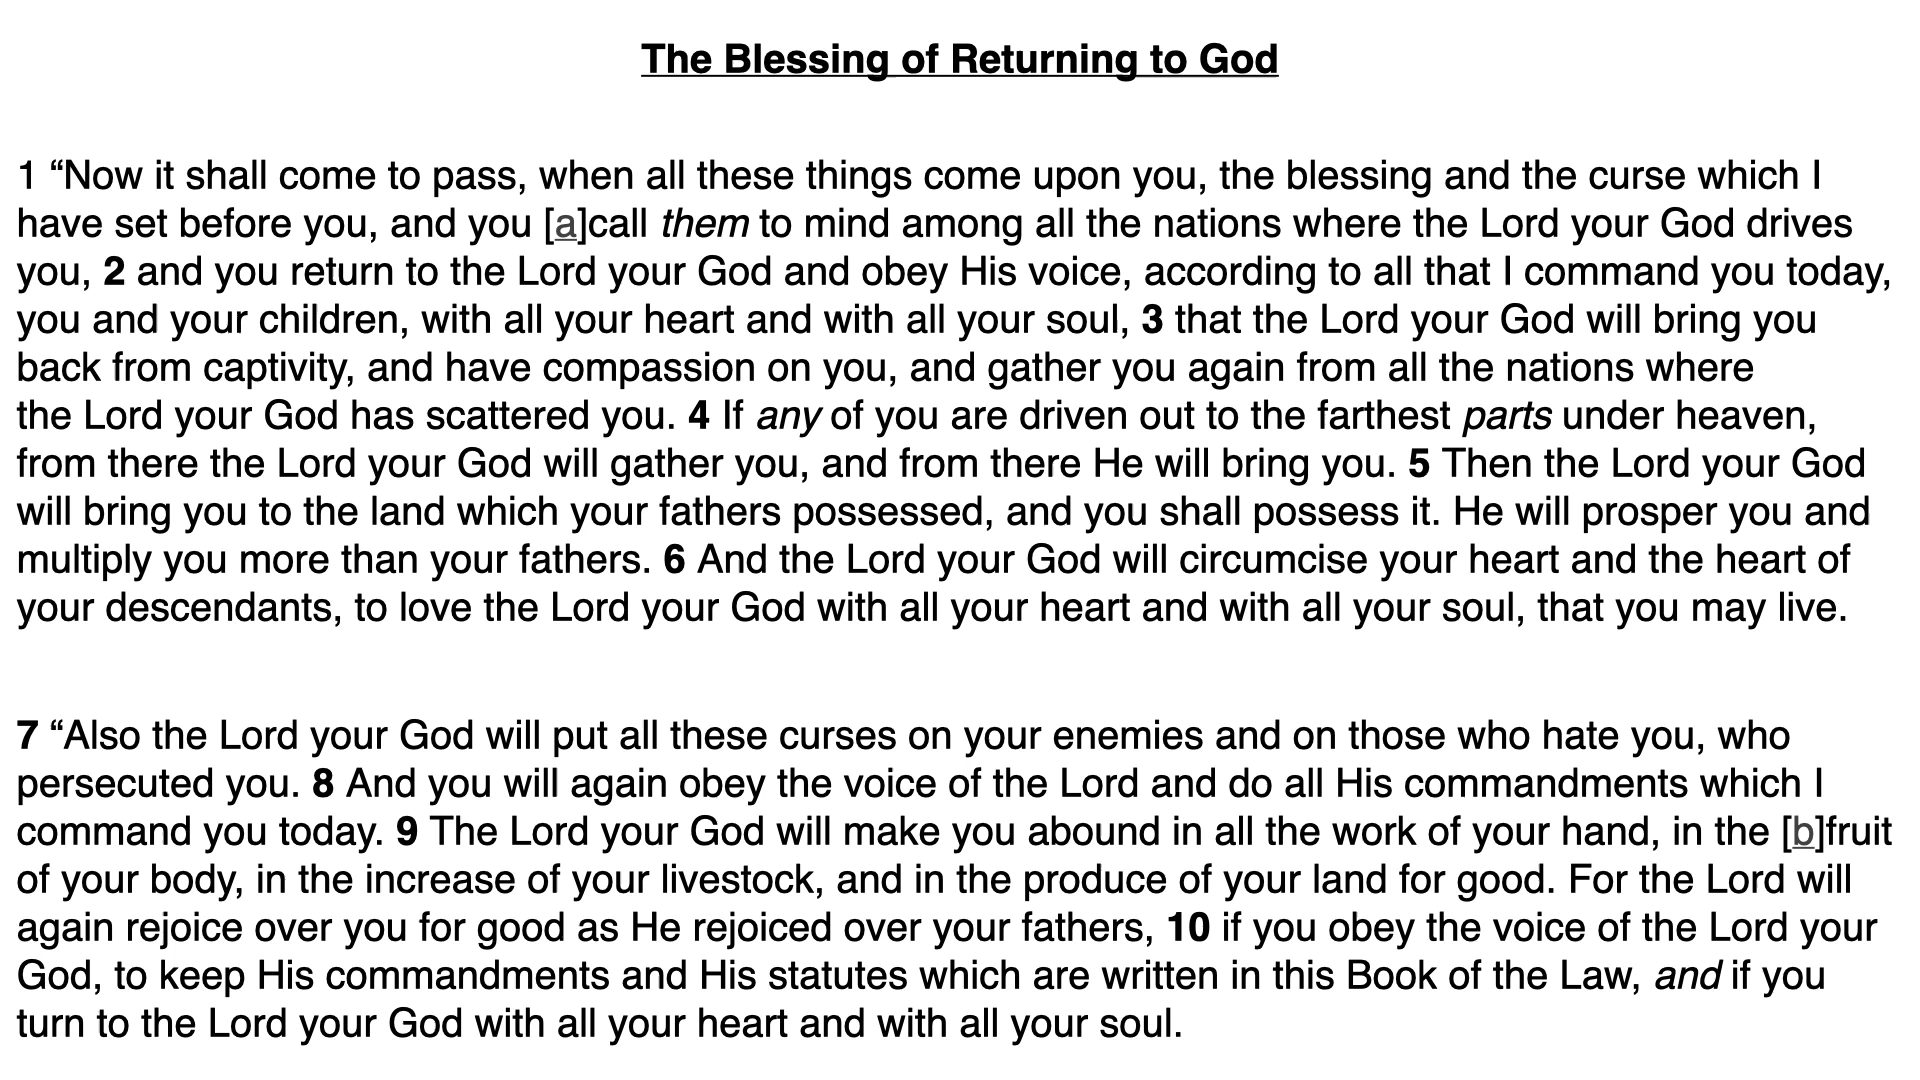 The Blessing of Returning to God
1 “Now it shall come to pass, when all these things come upon you, the blessing and the curse which I
have set before you, and you [a]call them to mind among all the nations where the Lord your God drives
you, 2 and you return to the Lord your God and obey His voice, according to all that I command you today,
you and your children, with all your heart and with all your soul, 3 that the Lord your God will bring you
back from captivity, and have compassion on you, and gather you again from all the nations where
the Lord your God has scattered you. 4 If any of you are driven out to the farthest parts under heaven,
from there the Lord your God will gather you, and from there He will bring you. 5 Then the Lord your God
will bring you to the land which your fathers possessed, and you shall possess it. He will prosper you and
multiply you more than your fathers. 6 And the Lord your God will circumcise your heart and the heart of
your descendants, to love the Lord your God with all your heart and with all your soul, that you may live.
7 “Also the Lord your God will put all these curses on your enemies and on those who hate you, who
persecuted you. 8 And you will again obey the voice of the Lord and do all His commandments which I
command you today. 9 The Lord your God will make you abound in all the work of your hand, in the [b]fruit
of your body, in the increase of your livestock, and in the produce of your land for good. For the Lord will
again rejoice over you for good as He rejoiced over your fathers, 10 if you obey the voice of the Lord your
God, to keep His commandments and His statutes which are written in this Book of the Law, and if you
turn to the Lord your God with all your heart and with all your soul.